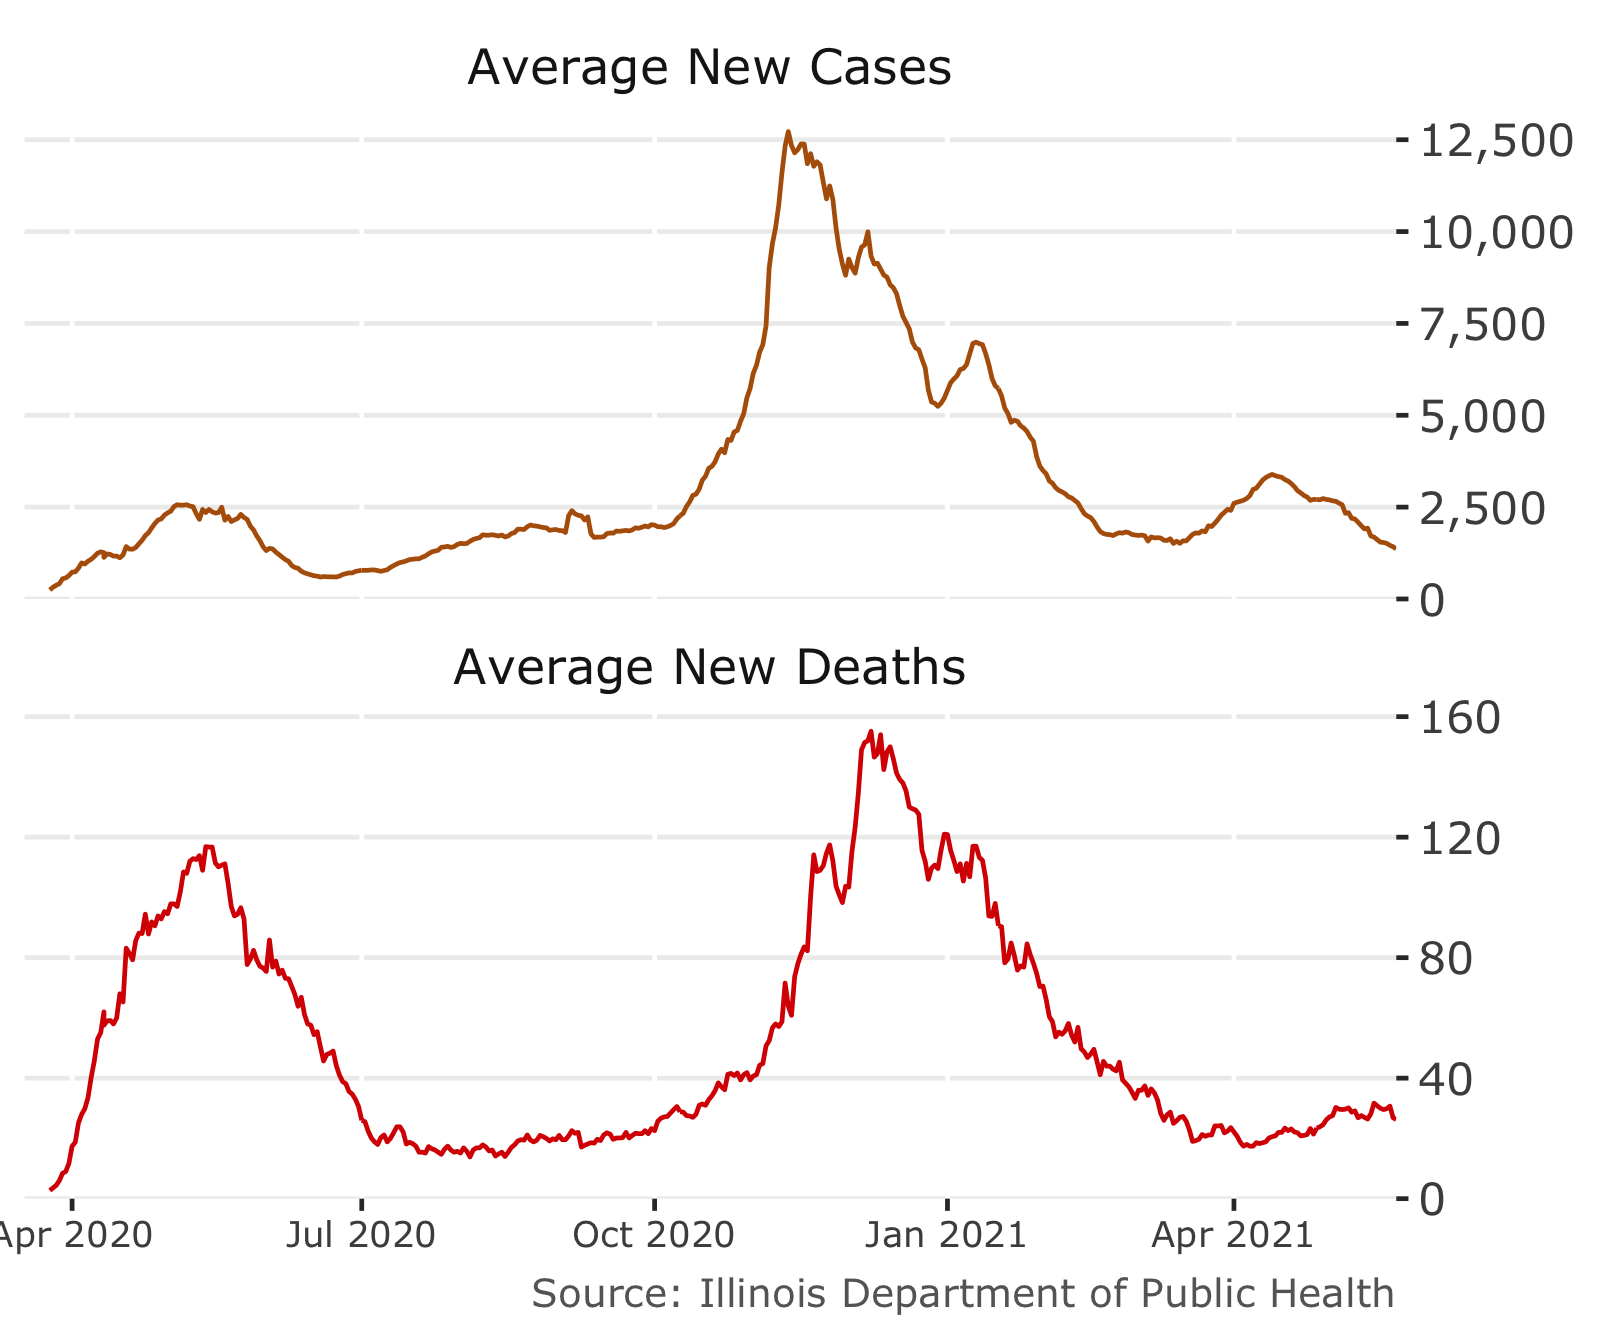 Average New Cases
12,500
10,000
7,500
5,000
2,500
0
Average New Deaths
160
120
80
40
0
Apr 2020 Jul 2020 Oct 2020 Jan 2021 Apr 2021
Source: Illinois Department of Public Health